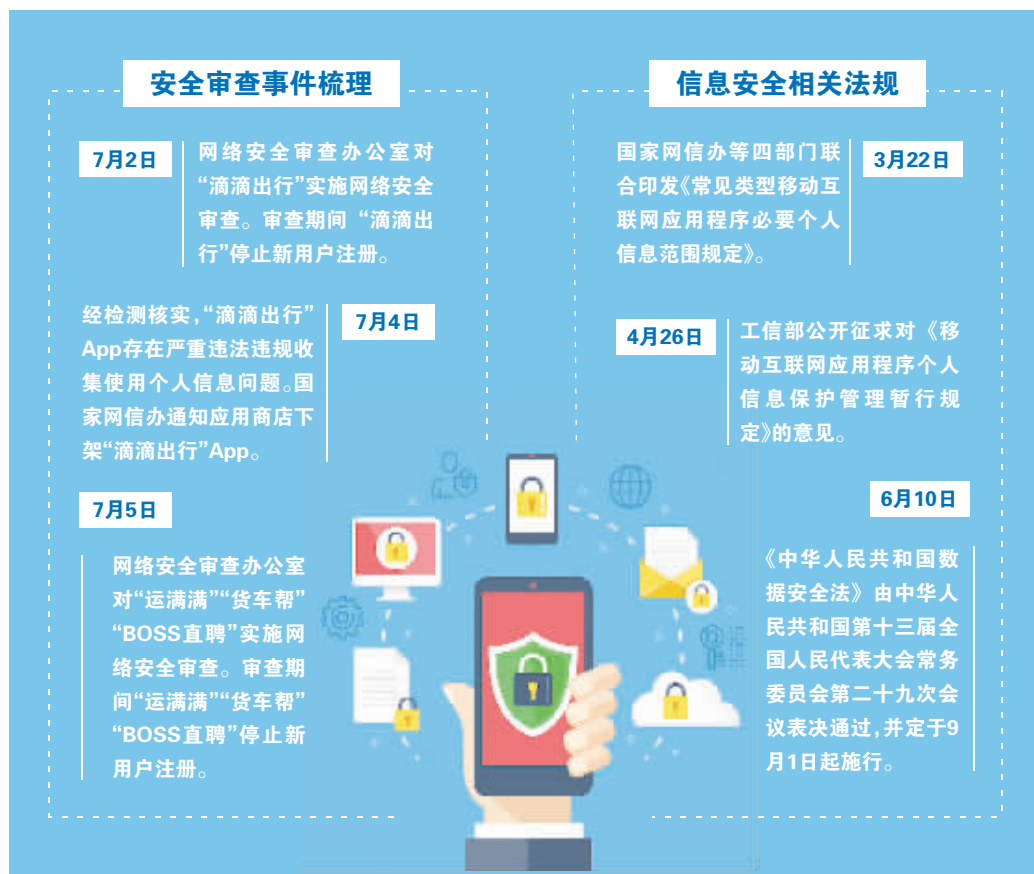 安全审查事件梳理
7月2日
网络安全审查办公室对
“滴滴出行”实施网络安全
审查。审查期间 “滴滴出
行”停止新用户注册。
7月4日
经检测核实,“滴滴出行”
App存在严重违法违规收
集使用个人信息问题。国
家网信办通知应用商店下
架“滴滴出行”App。
7月5日
网络安全审查办公室
对“运满满”“货车帮”
“BOSS直聘”实施网
络安全审查。审查期
间“运满满”“货车帮”
“BOSS直聘”停止新
用户注册。
信息安全相关法规
3月22日
国家网信办等四部门联
合印发《常见类型移动互
联网应用程序必要个人
信息范围规定》。
4月26日
工信部公开征求对《移
动互联网应用程序个人
信息保护管理暂行规
定》的意见。
6月10日
《中华人民共和国数
据安全法》由中华人
民共和国第十三届全
国人民代表大会常务
委员会第二十九次会
议表决通过,并定于9
月1日起施行。